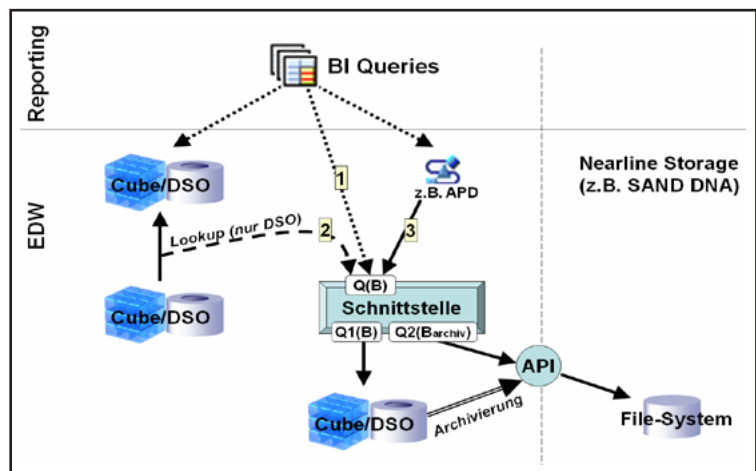 Reporting
BI Queries
EDW
Cube/DSO
1
z.B. APD
Nearline Storage
(z.B. SAND DNA)
Lookup (nur DSO)
2
3
Cube/DSO
Q(B)
Schnittstelle
Q1(B)
Q2(Barchiv)
API
Cube/DSO
Archivierung
File-System